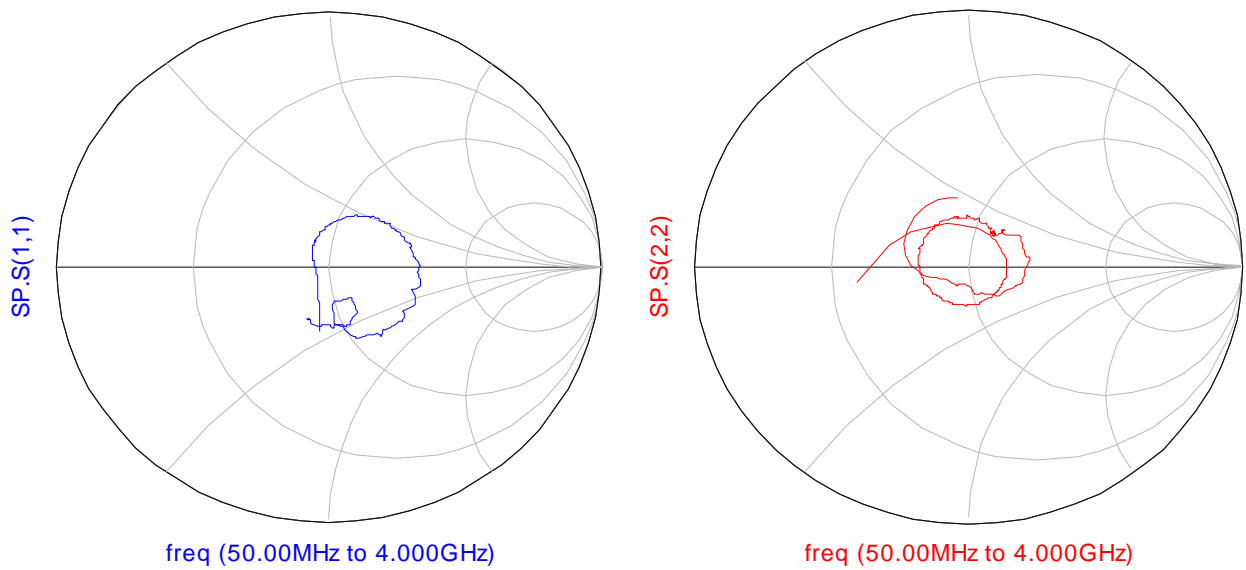 SP.S(1,1)
freq (50.00MHz to 4.000GHz)
SP.S(2,2)
freq (50.00MHz to 4.000GHz)